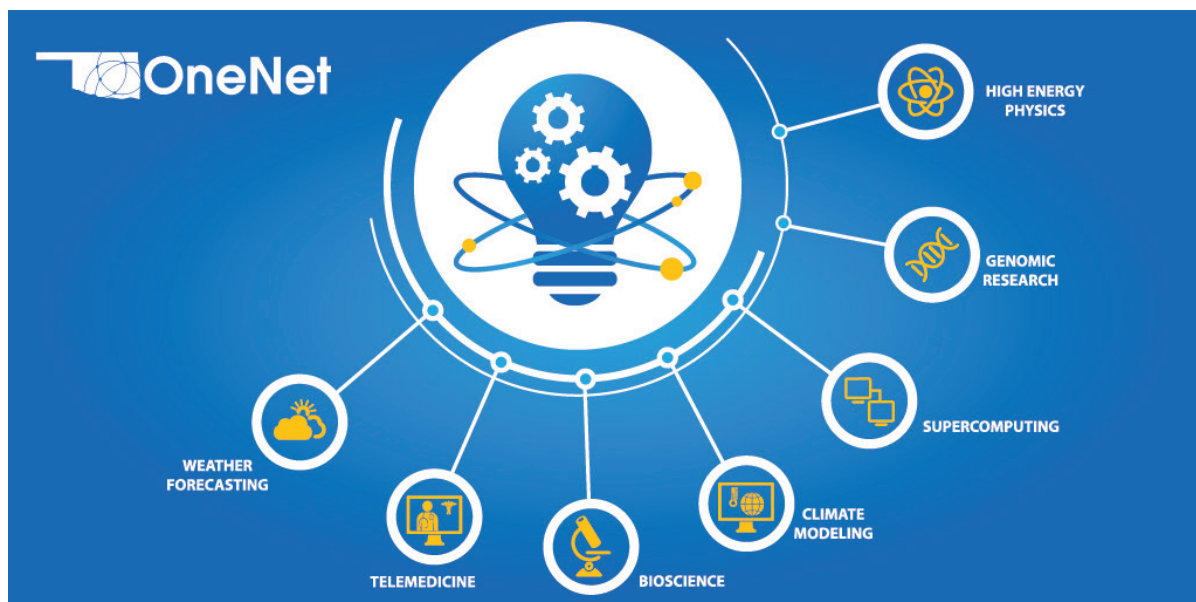 OneNet
HIGH ENERGY
PHYSICS
GENOMIC
RESEARCH
SUPERCOMPUTING
CLIMATE
MODELING
BIOSCIENCE
TELEMEDICINE
WEATHER
FORECASTING